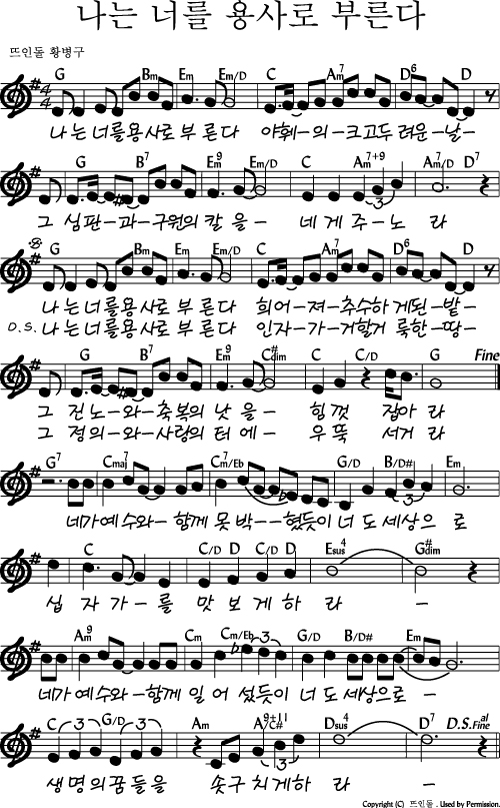 나는 너를 용사로 부른다
뜨인돌 황병구
G Bm Em Em/D C Am7 D6 D
나는 너를용사로 부 른다 야훼-의-크고두 려운-날-
G B7 Em9 Em/D C Am7+9 Am7/D D7
그 심판-과-구원의 칼 을- 네 게 주-노 라
G Bm Em Em/D C Am7 D6 D
나는 너를용사로 부 른다 희어-져-추수하 게된-밭-
D.S. 나는 너를용사로 부 른다 인자-가-거할거 룩한-땅-
G B7 Em9 C#dim C C/D G Fine
그 진노-와-축복의 낫 을- 힘 껏 잡아 라
그 정의-와-사랑의 터 에- 우 뚝 서거 라
G7 Cmaj7 Cm/Eb G/D B/D# Em
네가 예수와-함께 못 박--혔듯이 너 도 세상으 로
C C/D D C/D D Esus4 G#dim
십 자 가-를 맛 보 게 하 라 -
Am9 Cm Cm/Eb G/D B/D# Em
네가 예수와-함께 일 어 섰듯이 너 도 세상으로-
C G/D Am A9+11/C# Dsus4 D7 D.S. al Fine
생 명의꿈 들 을 솟구 치 게하 라 -
Copyright (C) 뜨인돌 . Used by Permission.